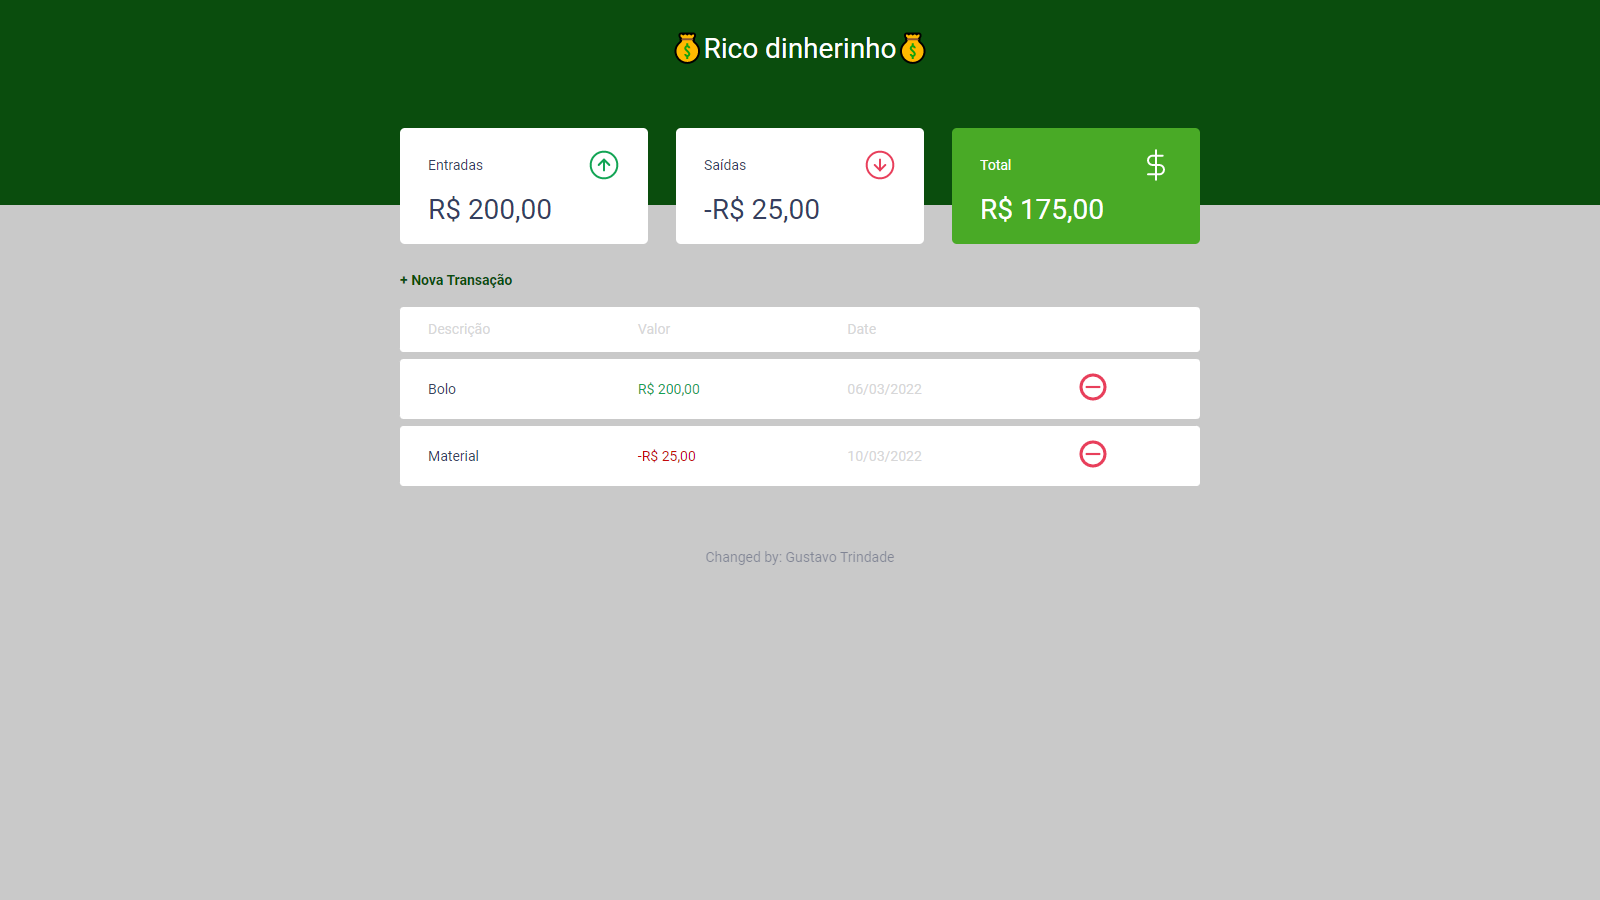 💰Rico dinherinho💰
Entradas
R$ 200,00
Saídas
-R$ 25,00
Total
R$ 175,00
+ Nova Transação
Descrição Valor Date
Bolo R$ 200,00 06/03/2022
Material -R$ 25,00 10/03/2022
Changed by: Gustavo Trindade